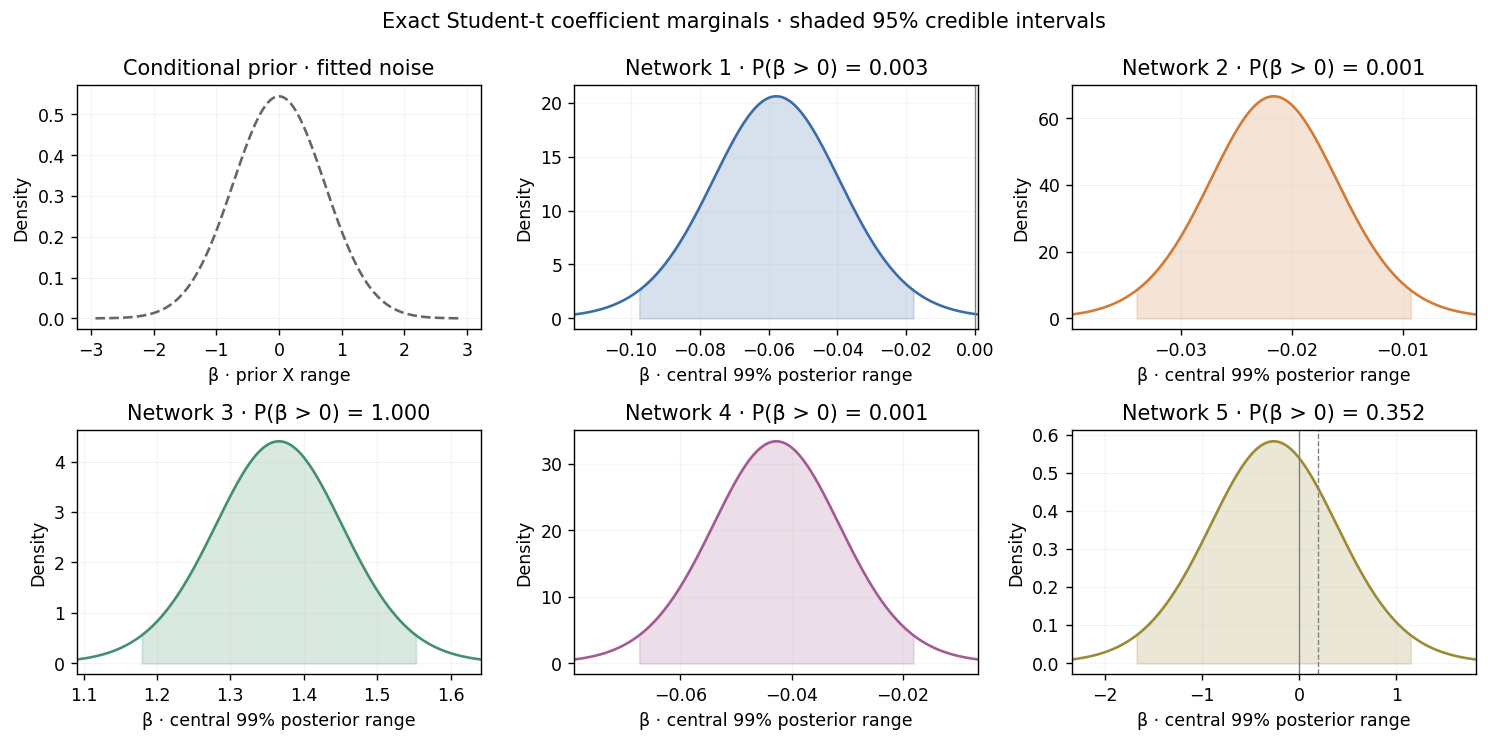 Exact Student-t coefficient marginals · shaded 95% credible intervals
Conditional prior · fitted noise
0.5
0.4
0.3
0.2
0.1
0.0
Density
−3 −2 −1 0 1 2 3
β · prior X range
Network 1 · P(β > 0) = 0.003
20
15
10
5
0
Density
−0.10 −0.08 −0.06 −0.04 −0.02 0.00
β · central 99% posterior range
Network 2 · P(β > 0) = 0.001
60
40
20
0
Density
−0.03 −0.02 −0.01
β · central 99% posterior range
Network 3 · P(β > 0) = 1.000
4
3
2
1
0
Density
1.1 1.2 1.3 1.4 1.5 1.6
β · central 99% posterior range
Network 4 · P(β > 0) = 0.001
30
20
10
0
Density
−0.06 −0.04 −0.02
β · central 99% posterior range
Network 5 · P(β > 0) = 0.352
0.6
0.5
0.4
0.3
0.2
0.1
0.0
Density
−2 −1 0 1
β · central 99% posterior range